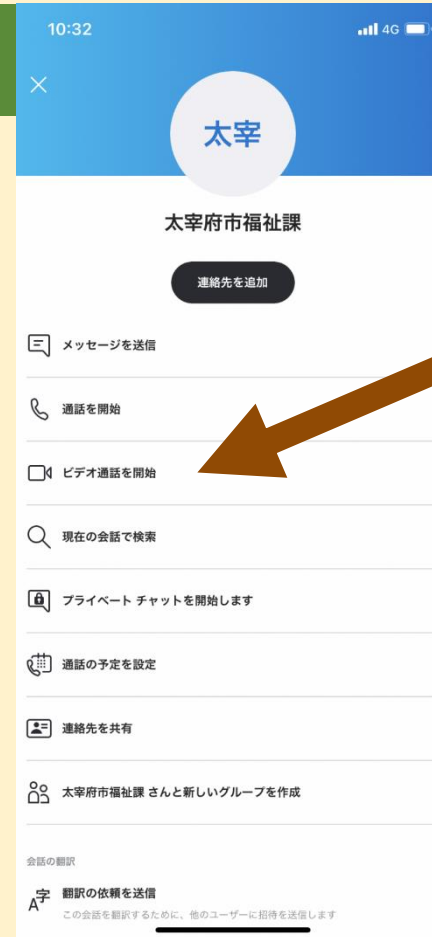 10:32
4G
太宰
太宰府市福祉課
連絡先を追加
メッセージを送信
通話を開始
ビデオ通話を開始
現在の会話で検索
プライベート チャットを開始します
通話の予定を設定
連絡先を共有
太宰府市福祉課 さんと新しいグループを作成
会話の翻訳
翻訳の依頼を送信
この会話を翻訳するために、他のユーザーに招待を送信します